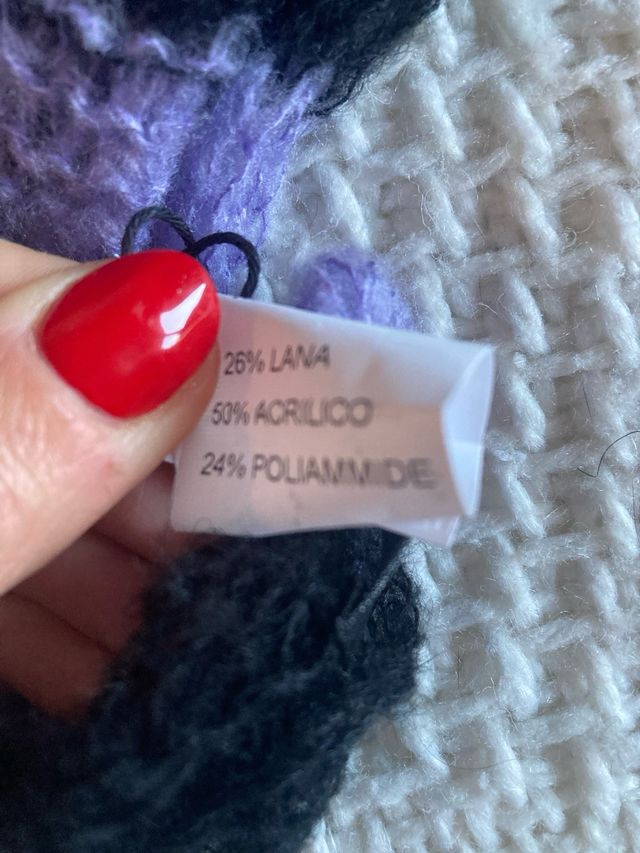 26% LANA
50% ACRILICO
24% POLIAMMIDE